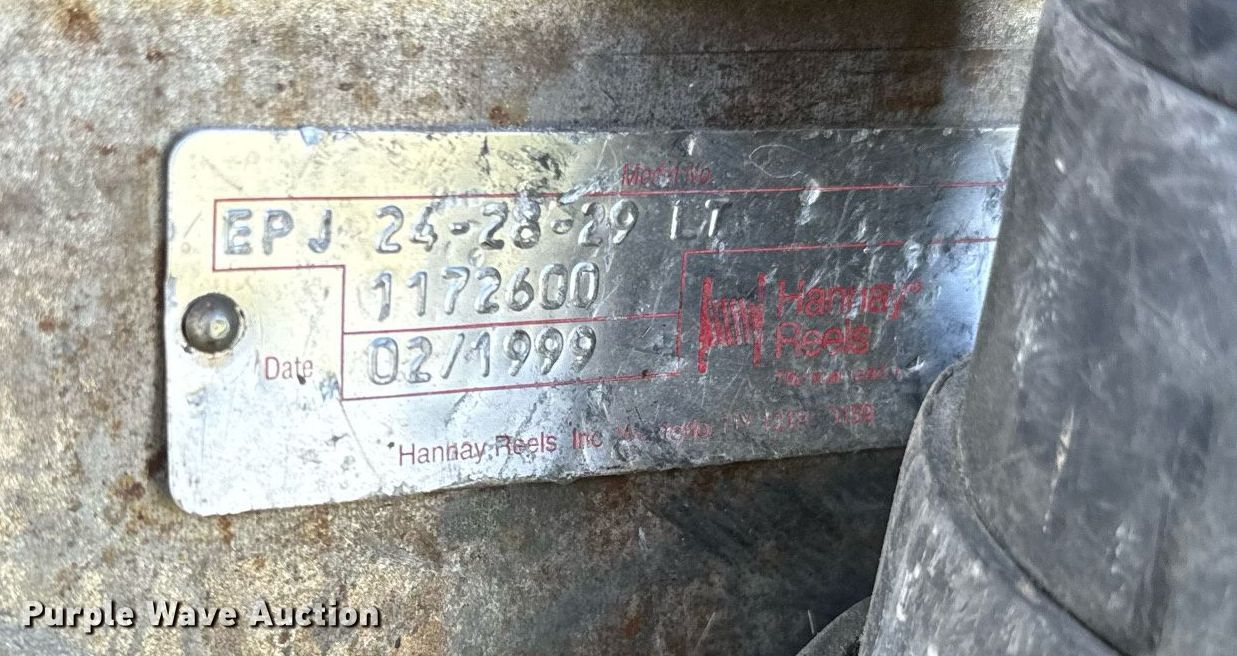 Model No.
EPJ 24-28-29 LT
1172600
Date 02/1999
Hannay®
Reels
Hannay Reels, Inc.
Purple Wave Auction